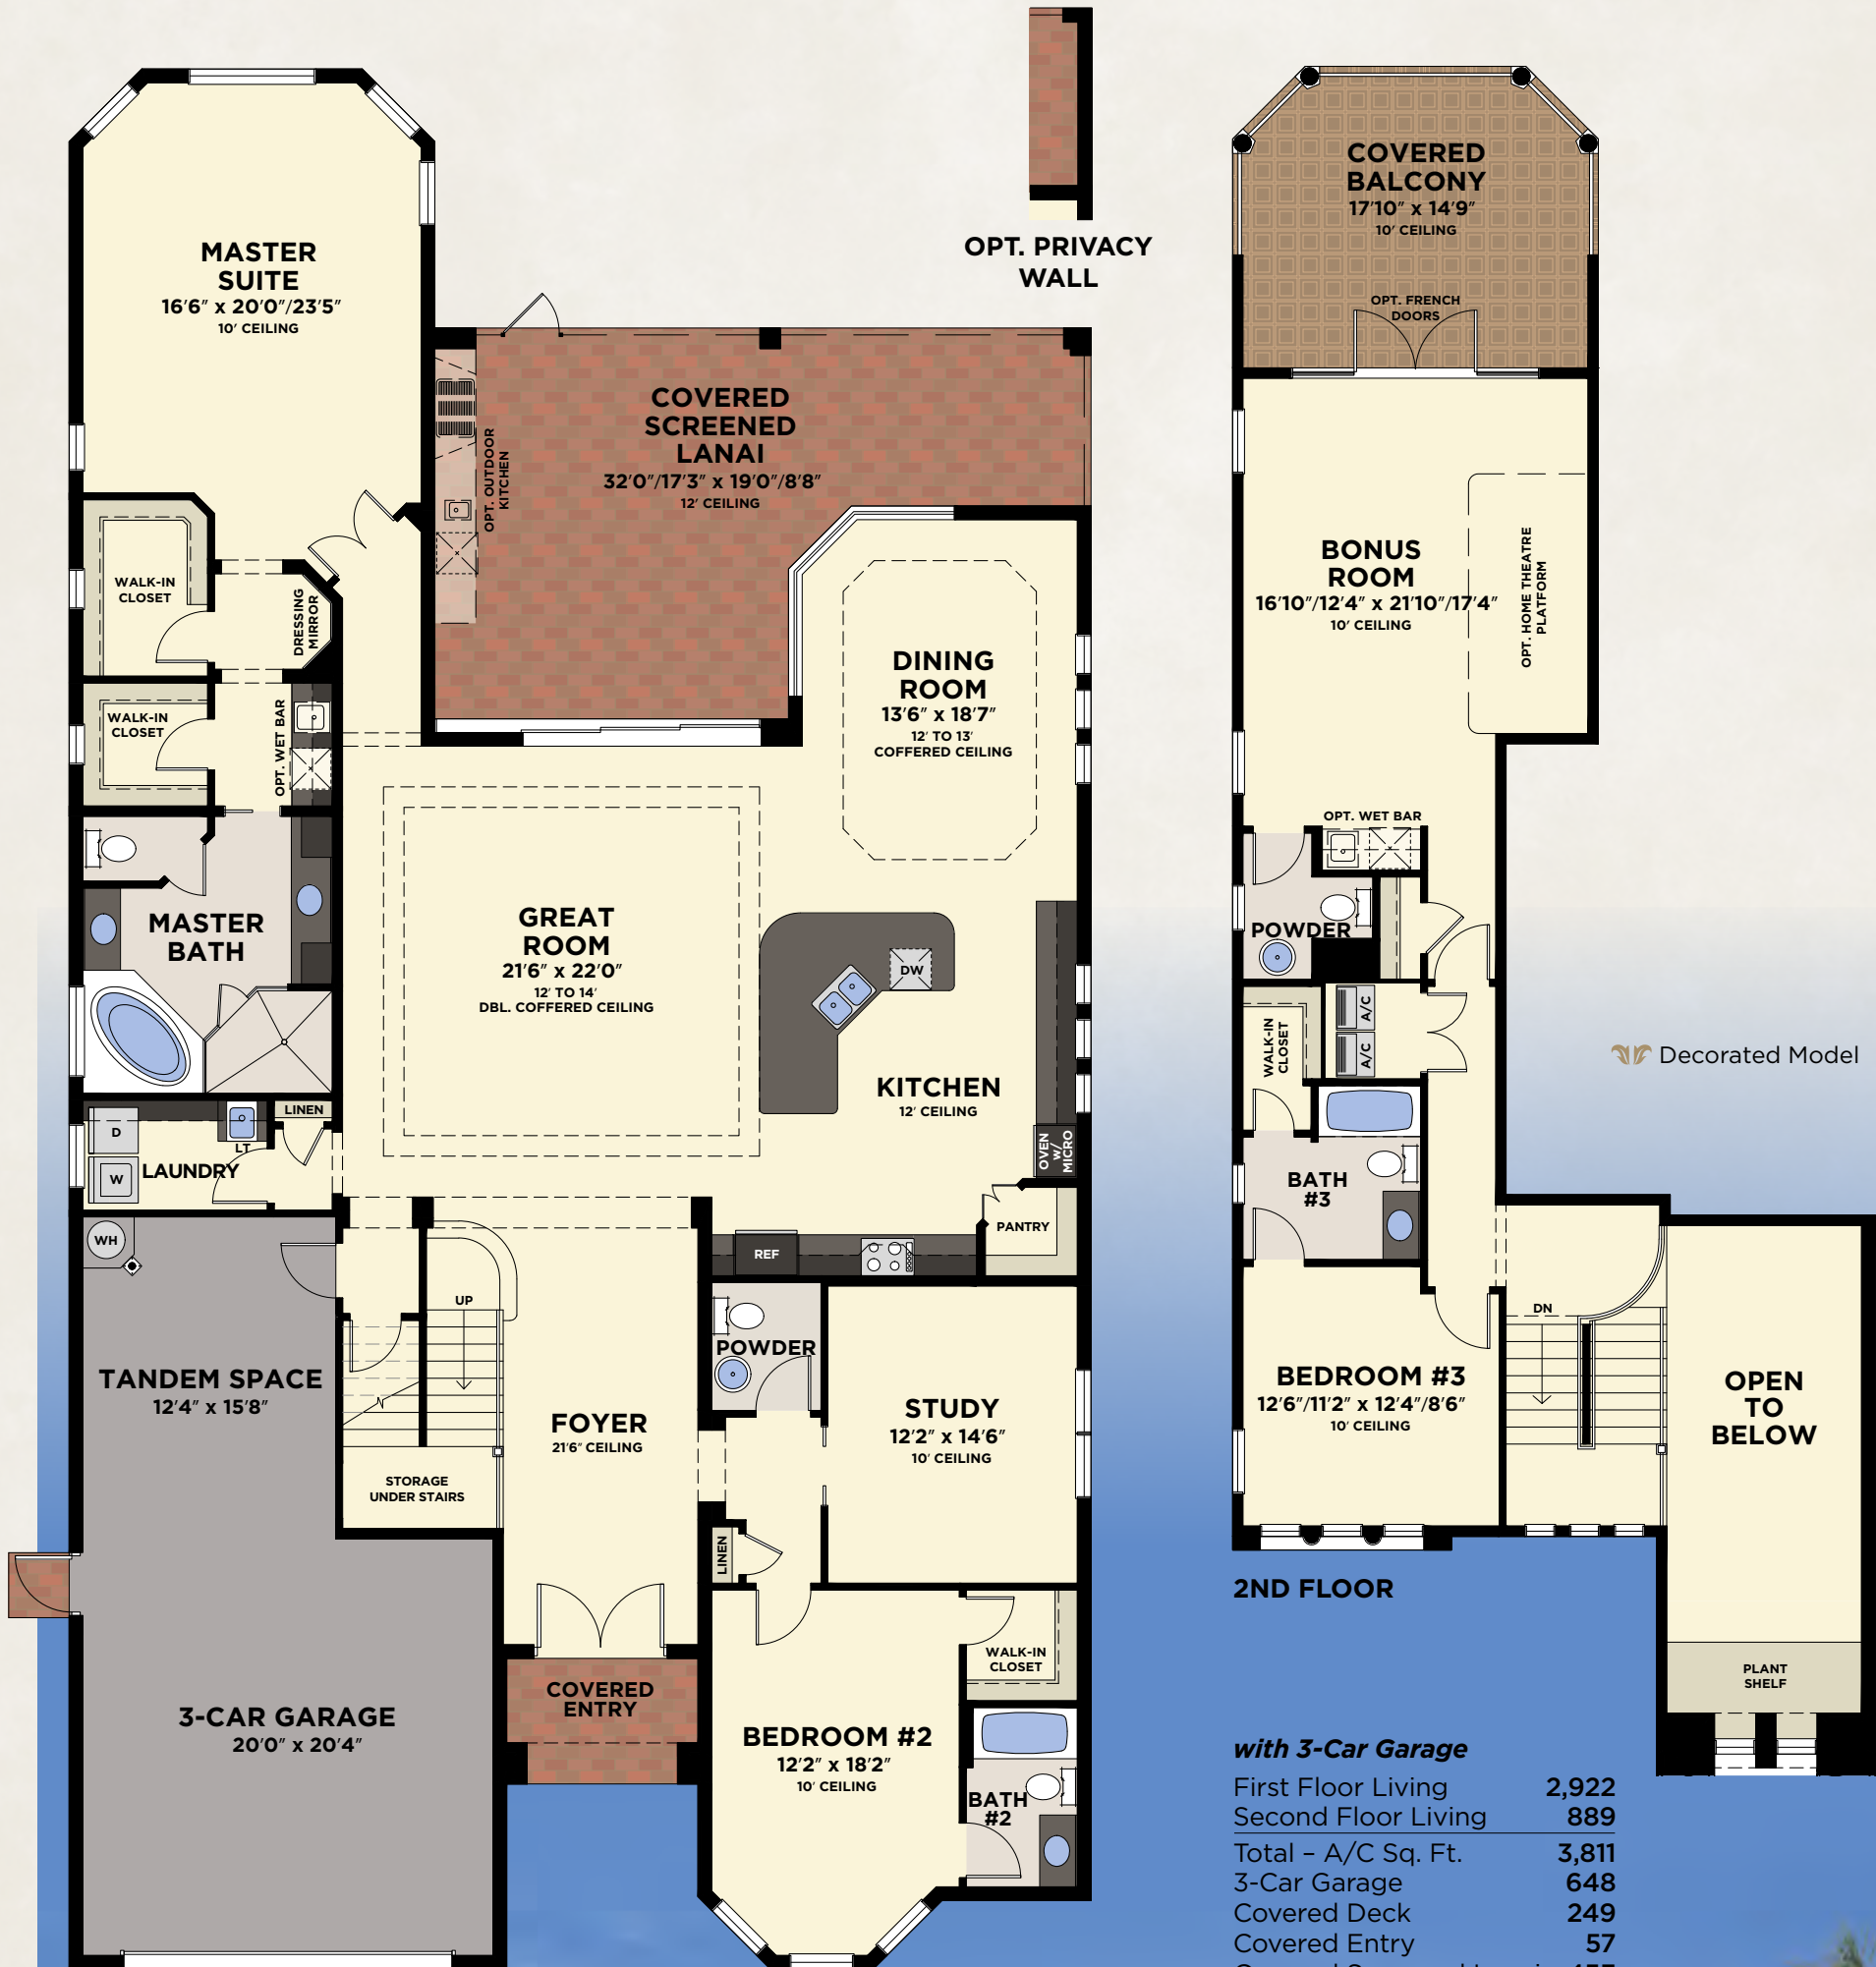 OPT. PRIVACY
WALL
MASTER
SUITE
16'6" x 20'0"/23'5"
10' CEILING
COVERED
SCREENED
LANAI
32'0"/17'3" x 19'0"/8'8"
12' CEILING
OPT. OUTDOOR
KITCHEN
WALK-IN
CLOSET
DRESSING
MIRROR
WALK-IN
CLOSET
OPT. WET BAR
DINING
ROOM
13'6" x 18'7"
12' TO 13'
COFFERED CEILING
MASTER
BATH
GREAT
ROOM
21'6" x 22'0"
12' TO 14'
DBL. COFFERED CEILING
DW
KITCHEN
12' CEILING
OVEN
w/
MICRO
PANTRY
REF
LINEN
D
LT
LAUNDRY
W
WH
UP
TANDEM SPACE
12'4" x 15'8"
STORAGE
UNDER STAIRS
FOYER
21'6" CEILING
POWDER
STUDY
12'2" x 14'6"
10' CEILING
LINEN
WALK-IN
CLOSET
COVERED
ENTRY
3-CAR GARAGE
20'0" x 20'4"
BEDROOM #2
12'2" x 18'2"
10' CEILING
BATH
#2
COVERED
BALCONY
17'10" x 14'9"
10' CEILING
OPT. FRENCH
DOORS
BONUS
ROOM
16'10"/12'4" x 21'10"/17'4"
10' CEILING
OPT. HOME THEATRE
PLATFORM
OPT. WET BAR
POWDER
WALK-IN
CLOSET
A/C
A/C
BATH
#3
DN
BEDROOM #3
12'6"/11'2" x 12'4"/8'6"
10' CEILING
OPEN
TO
BELOW
PLANT
SHELF
2ND FLOOR
Decorated Model
with 3-Car Garage
First Floor Living 2,922
Second Floor Living 889
Total – A/C Sq. Ft. 3,811
3-Car Garage 648
Covered Deck 249
Covered Entry 57